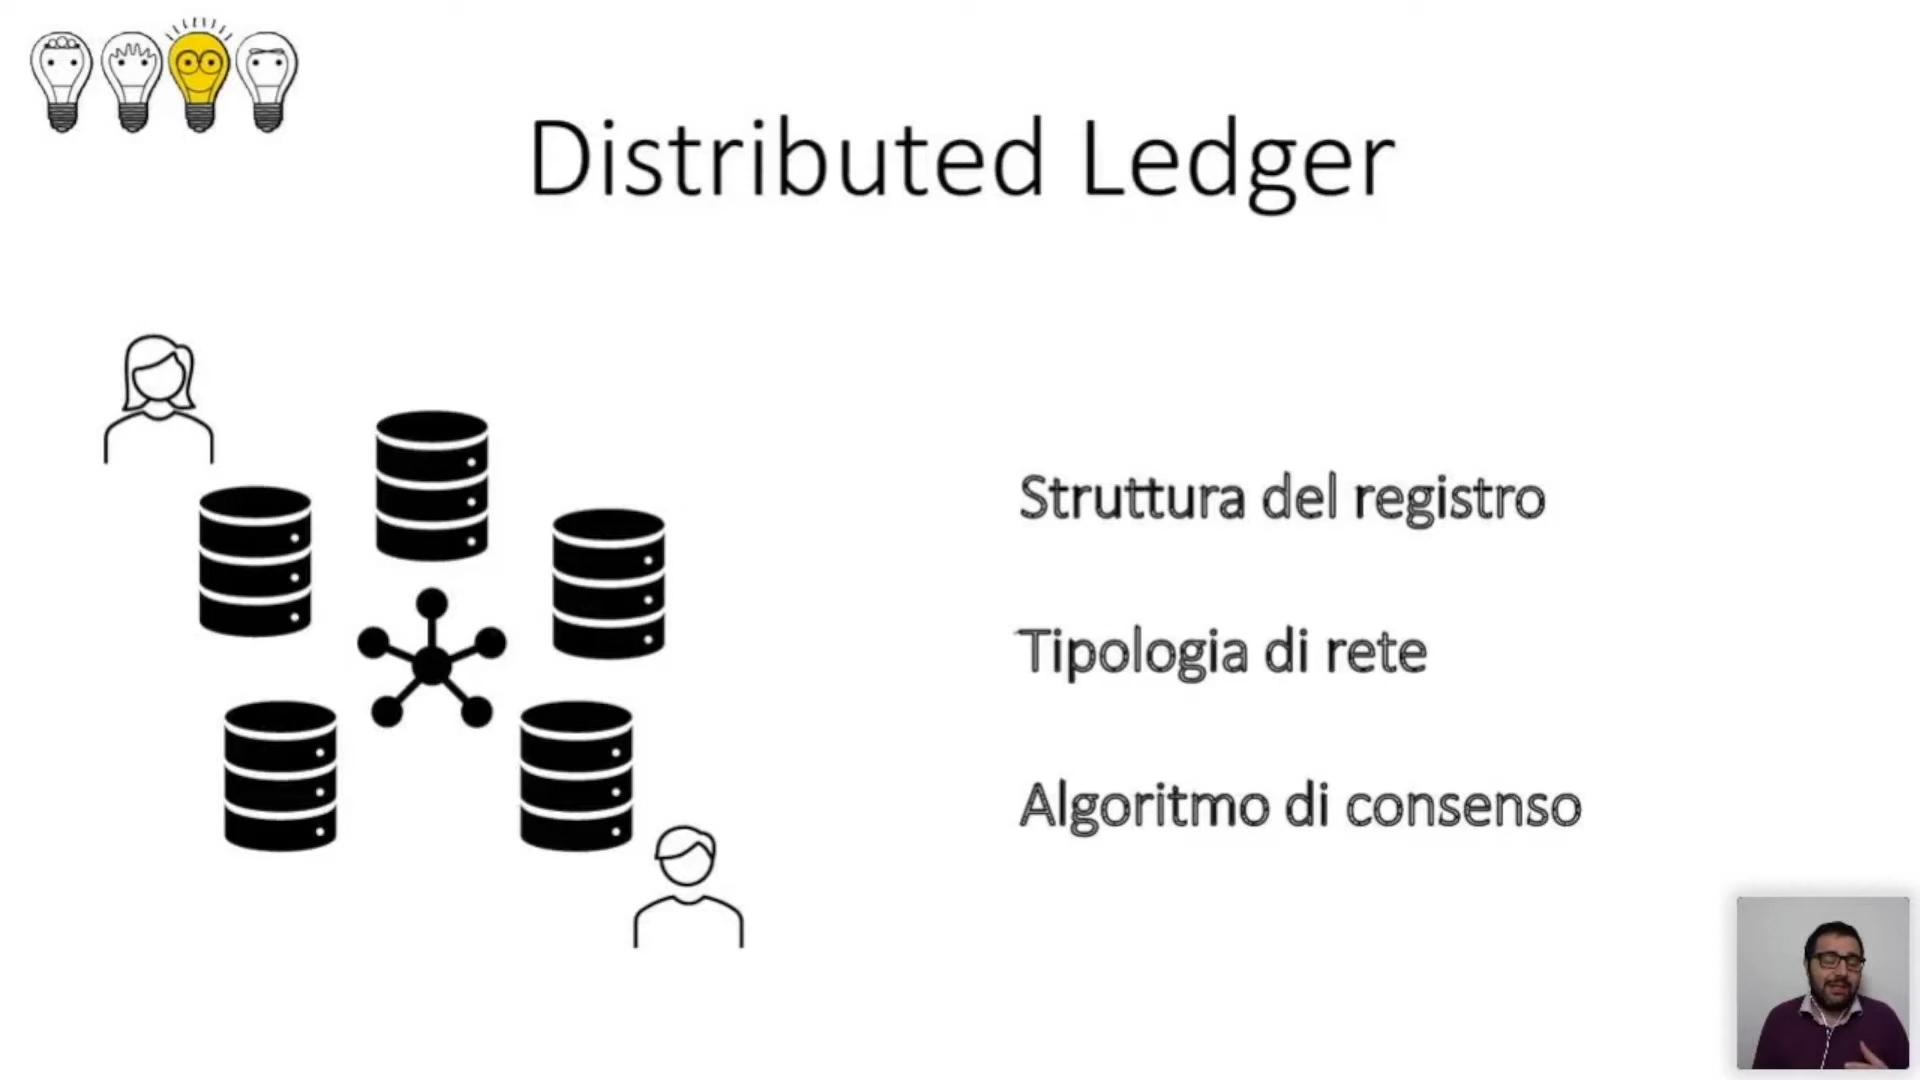 Distributed Ledger
Struttura del registro
Tipologia di rete
Algoritmo di consenso